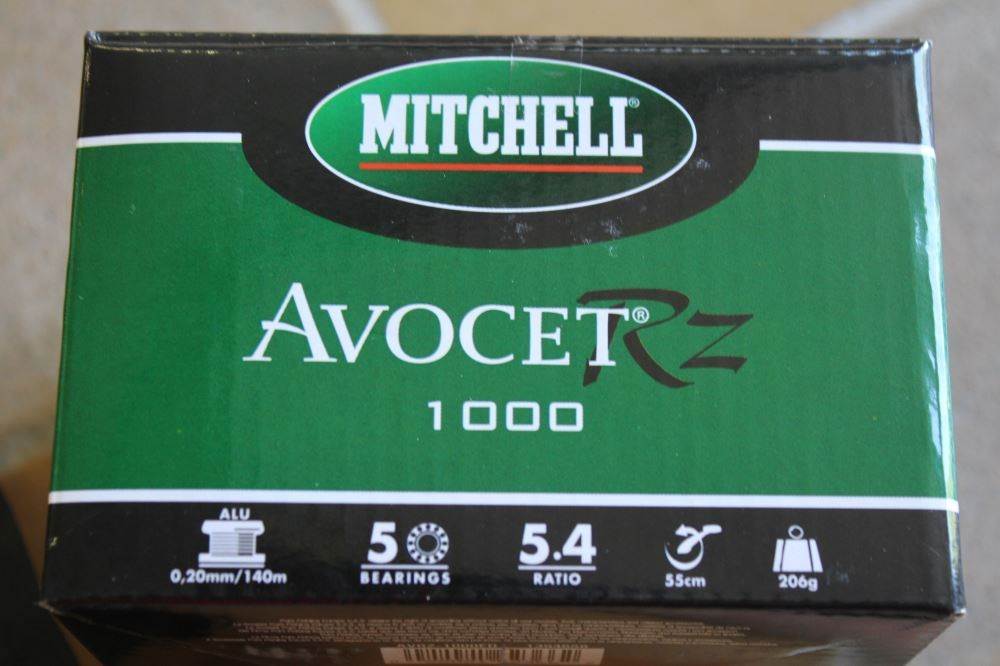 MITCHELL®
AVOCET® RZ
1000
ALU
0,20mm/140m
5 BEARINGS
5.4 RATIO
55cm
206g